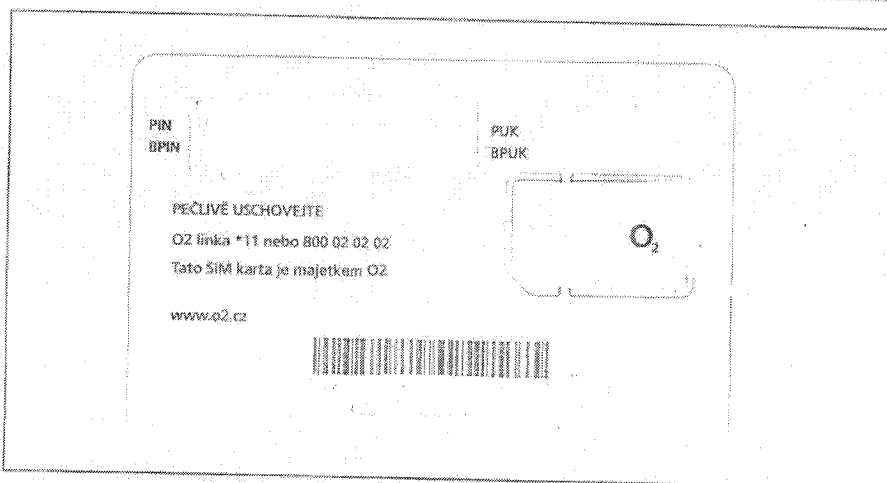 PIN
BPIN
PUK
BPUK
PEČLIVĚ USCHOVEJTE
O2 linka *11 nebo 800 02 02 02
Tato SIM karta je majetkem O2
O2
www.o2.cz